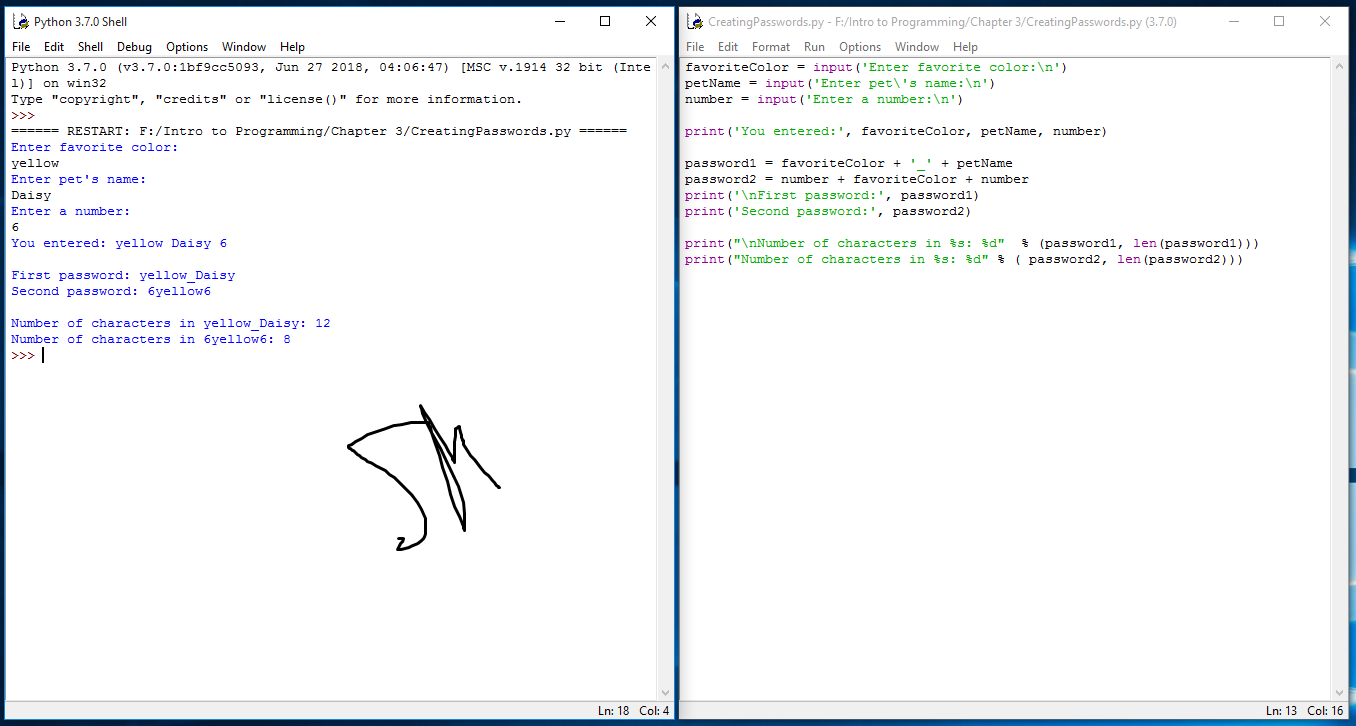 Python 3.7.0 Shell
File Edit Shell Debug Options Window Help
Python 3.7.0 (v3.7.0:1bf9cc5093, Jun 27 2018, 04:06:47) [MSC v.1914 32 bit (Inte
l)] on win32
Type "copyright", "credits" or "license()" for more information.
>>>
====== RESTART: F:/Intro to Programming/Chapter 3/CreatingPasswords.py ======
Enter favorite color:
yellow
Enter pet's name:
Daisy
Enter a number:
6
You entered: yellow Daisy 6
First password: yellow_Daisy
Second password: 6yellow6
Number of characters in yellow_Daisy: 12
Number of characters in 6yellow6: 8
>>>
SM
Ln: 18 Col: 4
CreatingPasswords.py - F:/Intro to Programming/Chapter 3/CreatingPasswords.py (3.7.0)
File Edit Format Run Options Window Help
favoriteColor = input('Enter favorite color:\n')
petName = input('Enter pet\'s name:\n')
number = input('Enter a number:\n')
print('You entered:', favoriteColor, petName, number)
password1 = favoriteColor + '_' + petName
password2 = number + favoriteColor + number
print('\nFirst password:', password1)
print('Second password:', password2)
print("\nNumber of characters in %s: %d"  % (password1, len(password1)))
print("Number of characters in %s: %d" % ( password2, len(password2)))
Ln: 13 Col: 16